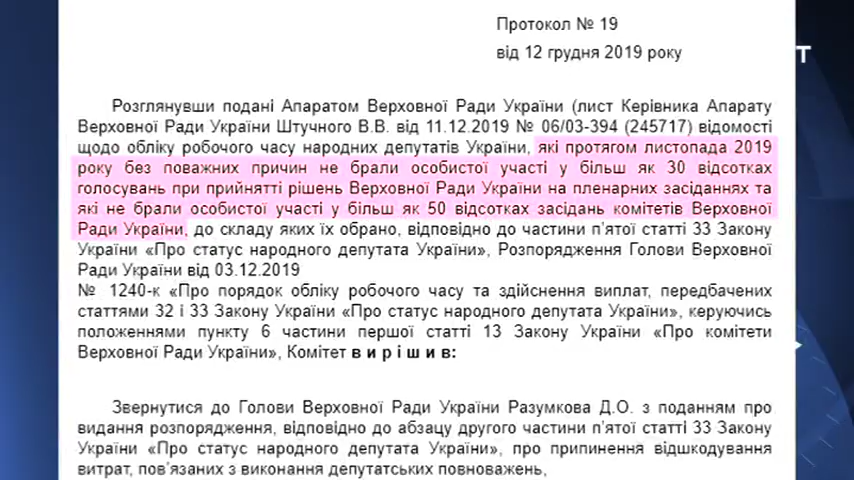 Протокол № 19
від 12 грудня 2019 року
Т
Розглянувши подані Апаратом Верховної Ради України (лист Керівника Апарату
Верховної Ради України Штучного В.В. від 11.12.2019 № 06/03-394 (245717) відомості
щодо обліку робочого часу народних депутатів України, які протягом листопада 2019
року без поважних причин не брали особистої участі у більш як 30 відсотках
голосувань при прийнятті рішень Верховної Ради України на пленарних засіданнях та
які не брали особистої участі у більш як 50 відсотках засідань комітетів Верховної
Ради України, до складу яких їх обрано, відповідно до частини п’ятої статті 33 Закону
України «Про статус народного депутата України», Розпорядження Голови Верховної
Ради України від 03.12.2019
№ 1240-к «Про порядок обліку робочого часу та здійснення виплат, передбачених
статтями 32 і 33 Закону України «Про статус народного депутата України», керуючись
положеннями пункту 6 частини першої статті 13 Закону України «Про комітети
Верховної Ради України», Комітет в и р і ш и в:
Звернутися до Голови Верховної Ради України Разумкова Д.О. з поданням про
видання розпорядження, відповідно до абзацу другого частини п’ятої статті 33 Закону
України «Про статус народного депутата України», про припинення відшкодування
витрат, пов’язаних з виконання депутатських повноважень,